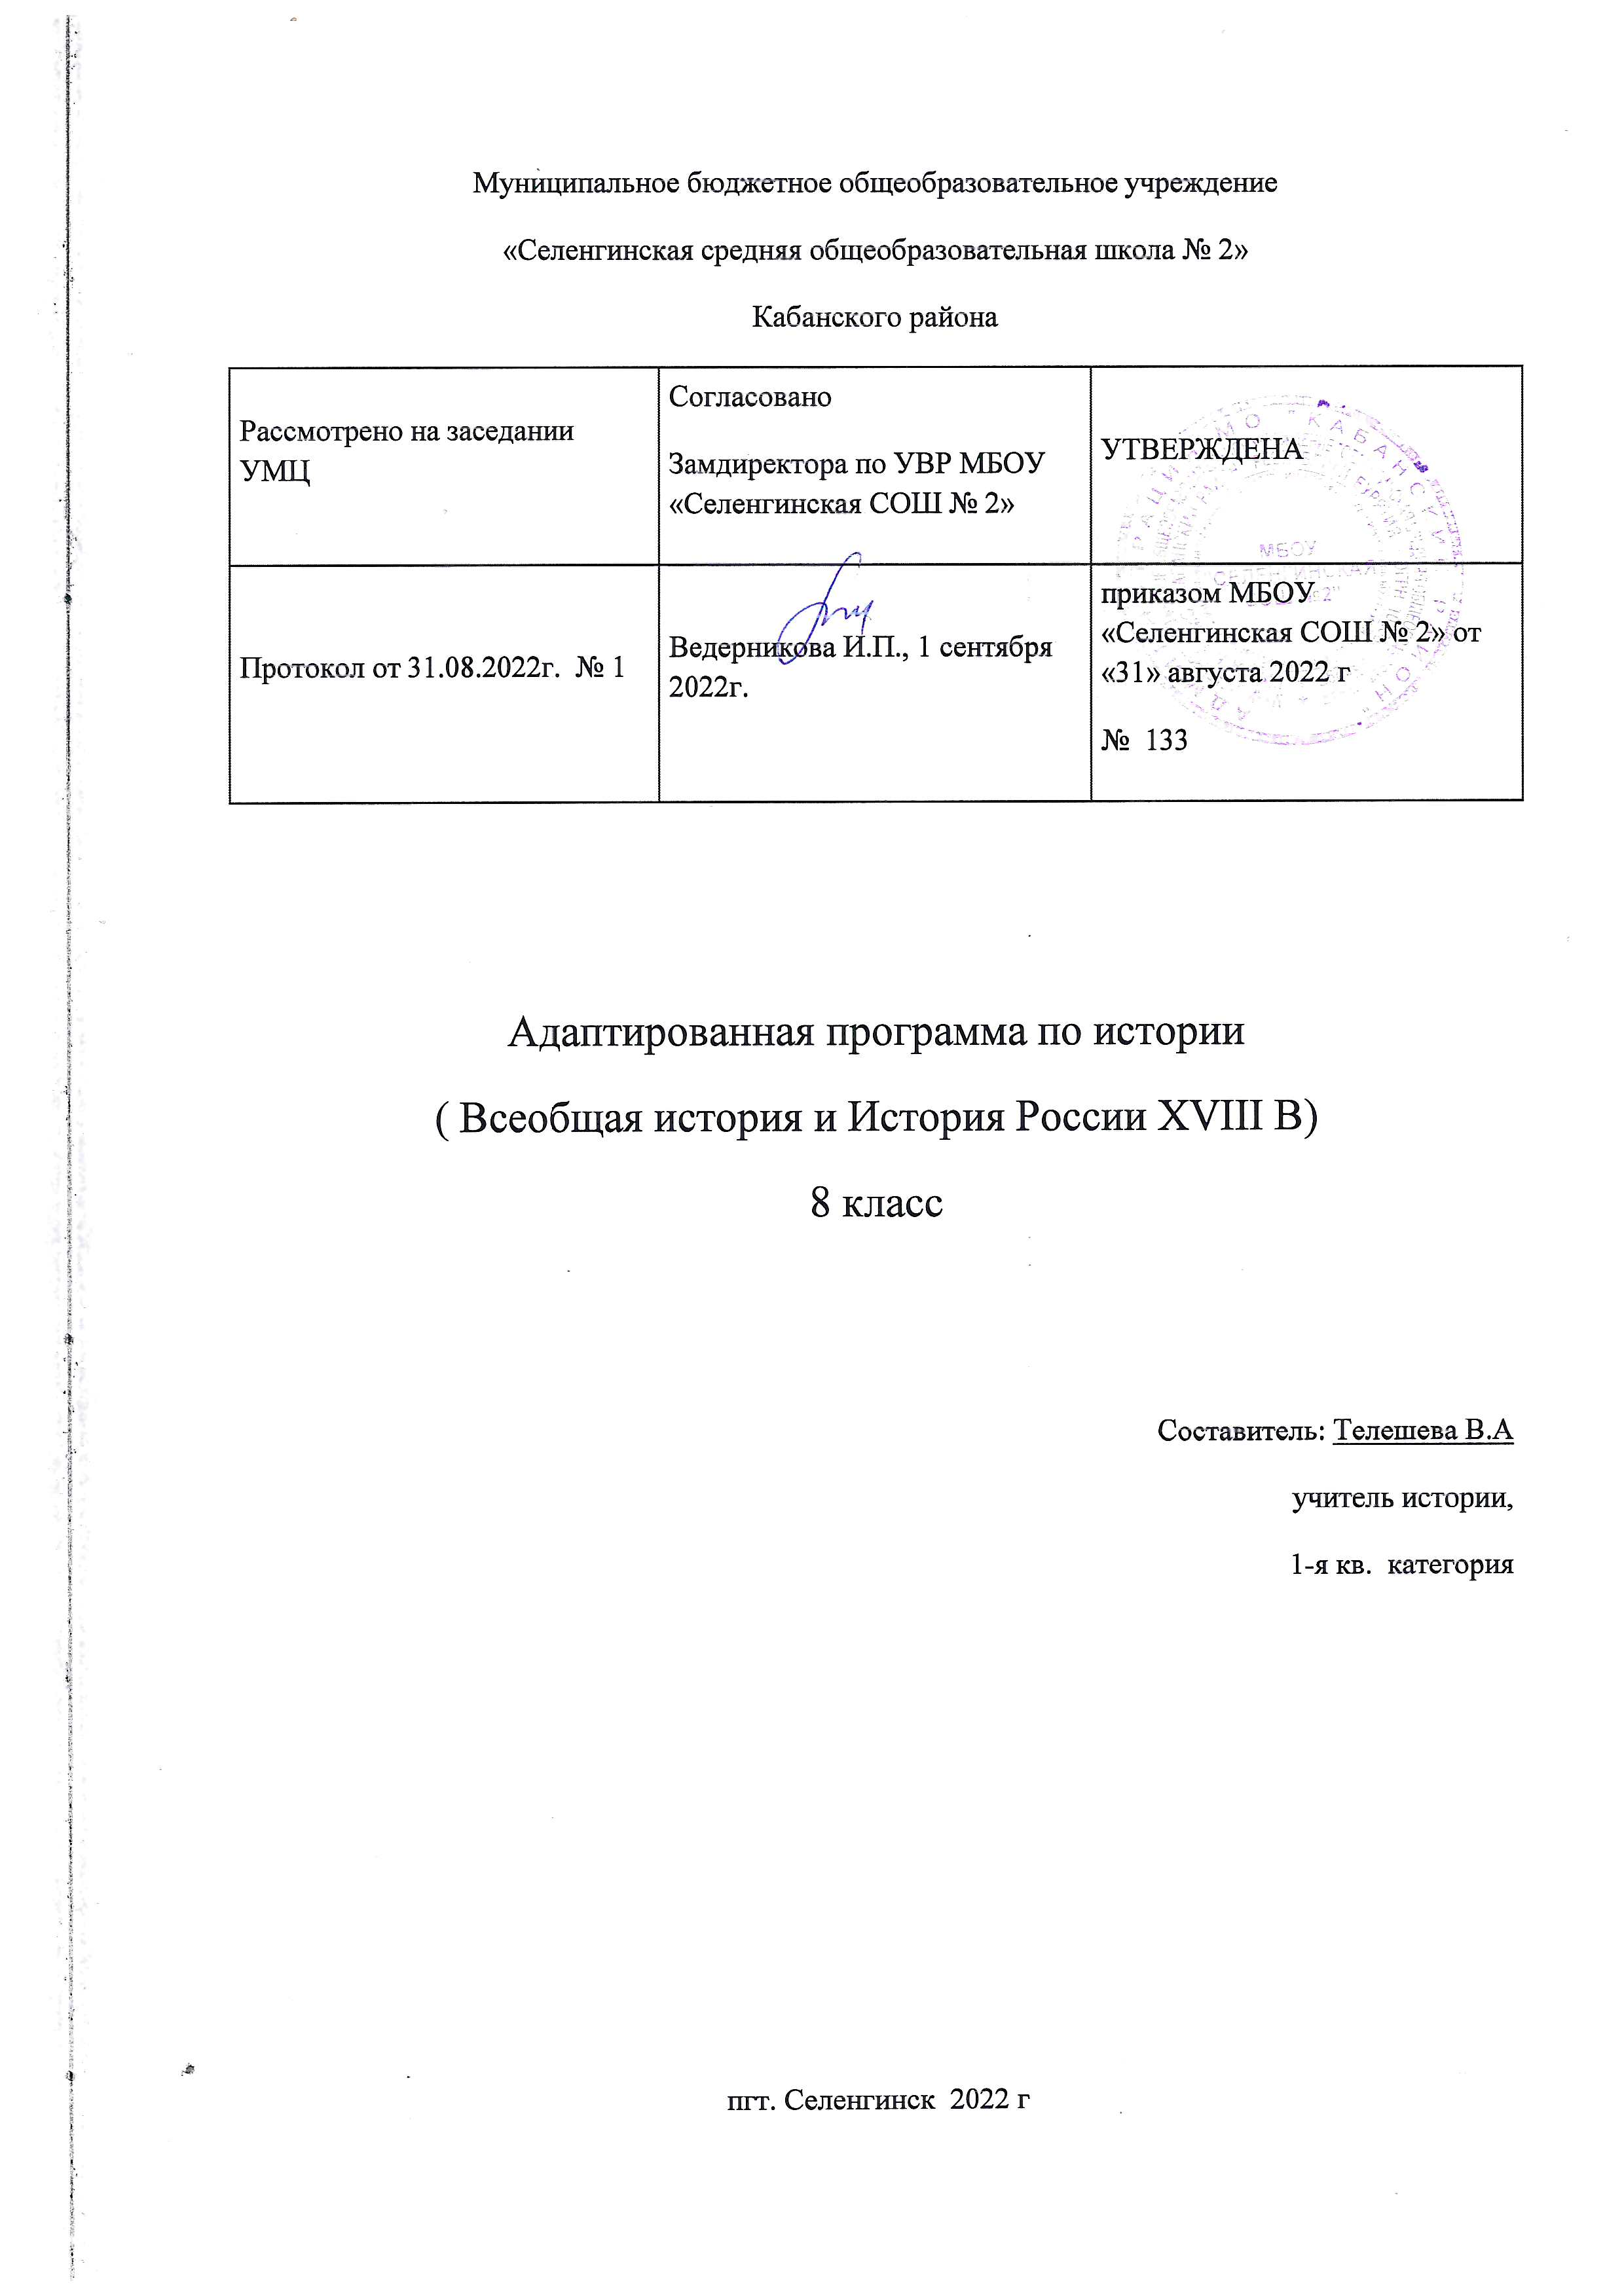 Муниципальное бюджетное общеобразовательное учреждение
«Селенгинская средняя общеобразовательная школа № 2»
Кабанского района
Рассмотрено на заседании
УМЦ
Согласовано
Замдиректора по УВР МБОУ
«Селенгинская СОШ № 2»
УТВЕРЖДЕНА
Протокол от 31.08.2022г.  № 1
Ведерникова И.П., 1 сентября
2022г.
приказом МБОУ
«Селенгинская СОШ № 2» от
«31» августа 2022 г
№  133
МБОУ
Адаптированная программа по истории
( Всеобщая история и История России XVIII В)
8 класс
Составитель: Телешева В.А
учитель истории,
1-я кв.  категория
пгт. Селенгинск  2022 г